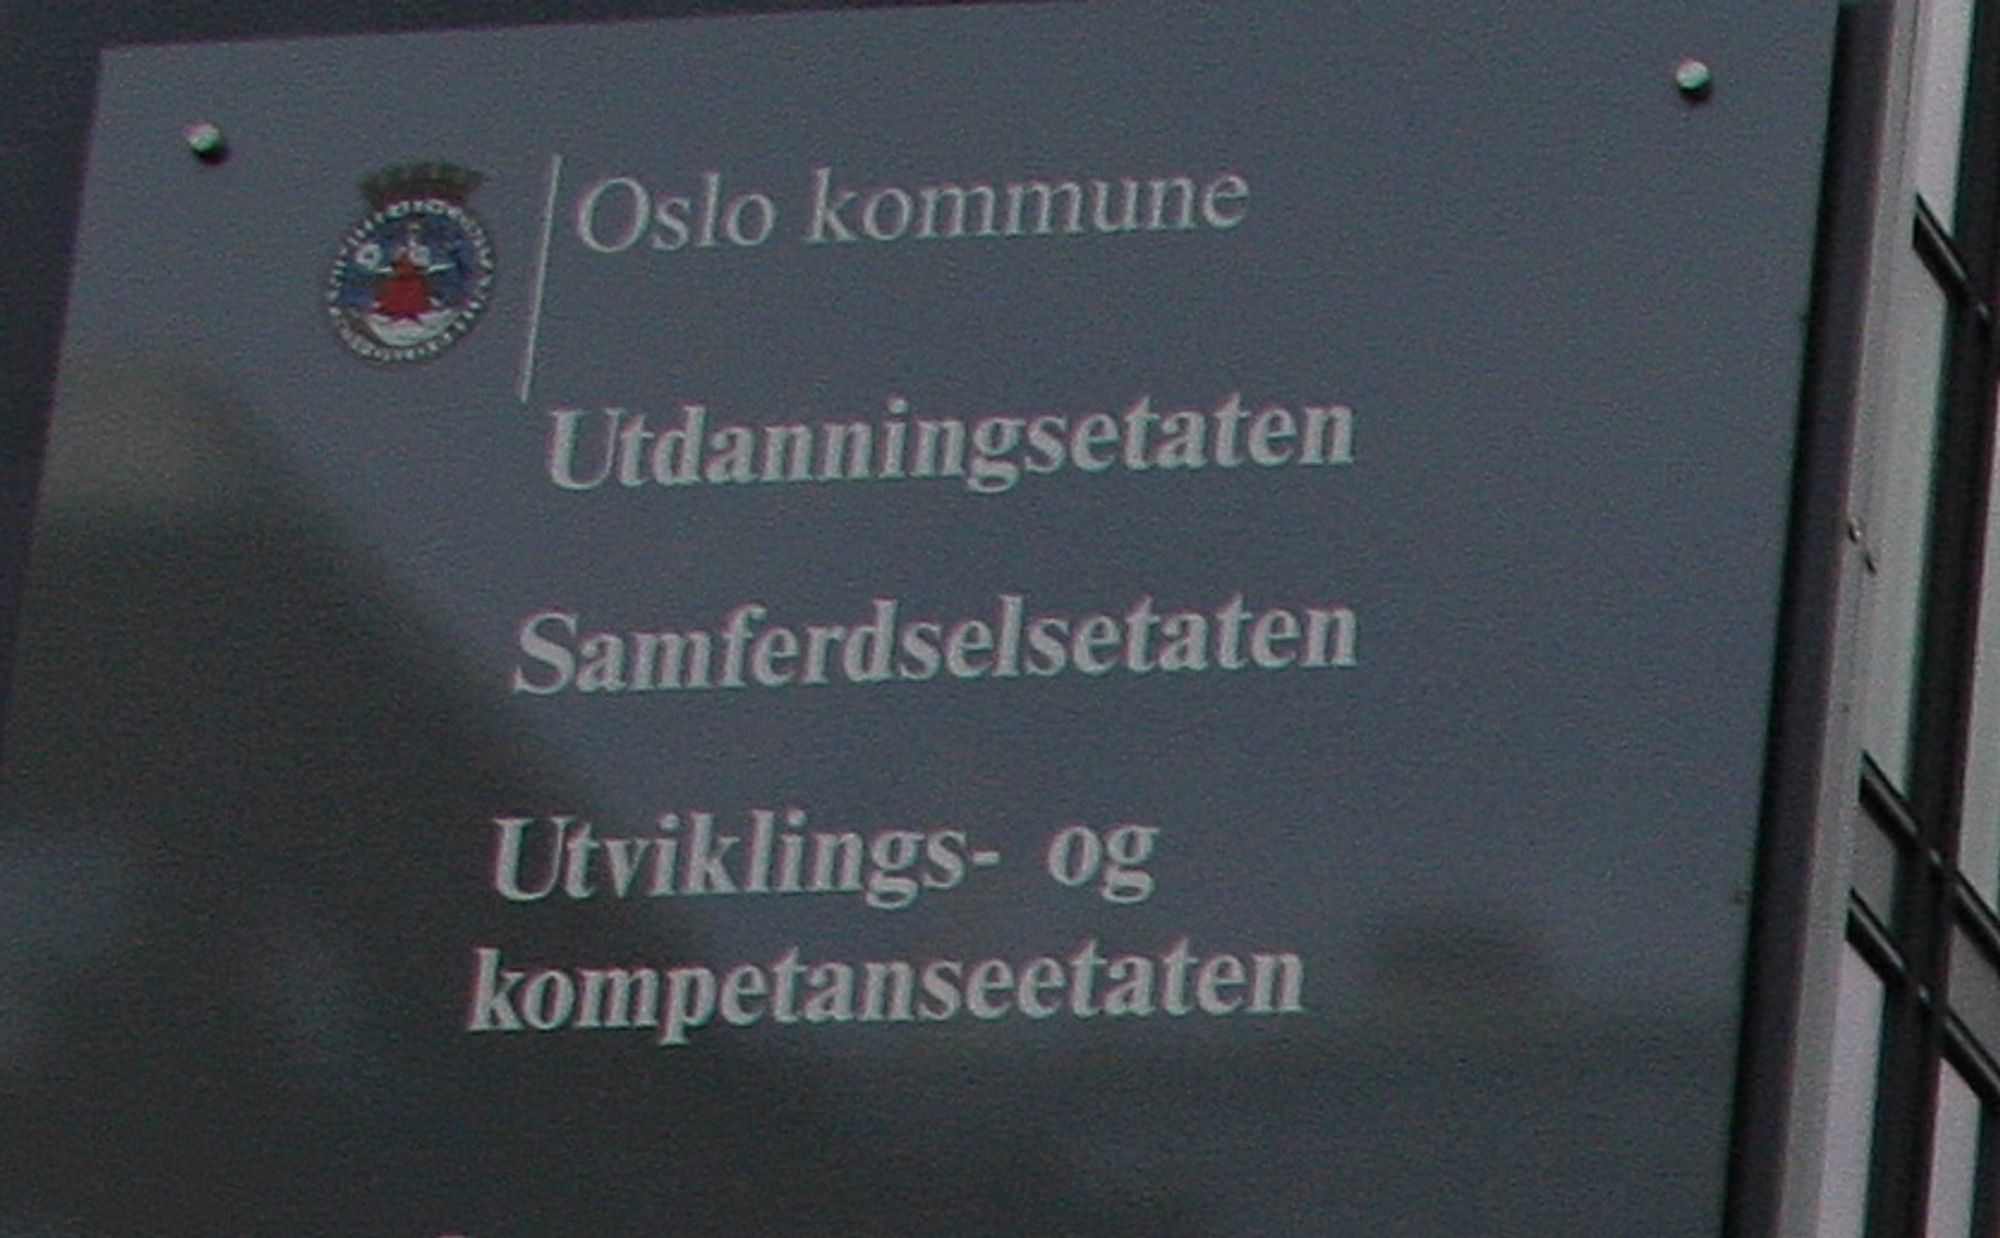 Oslo kommune
Utdanningsetaten
Samferdselsetaten
Utviklings- og
kompetanseetaten